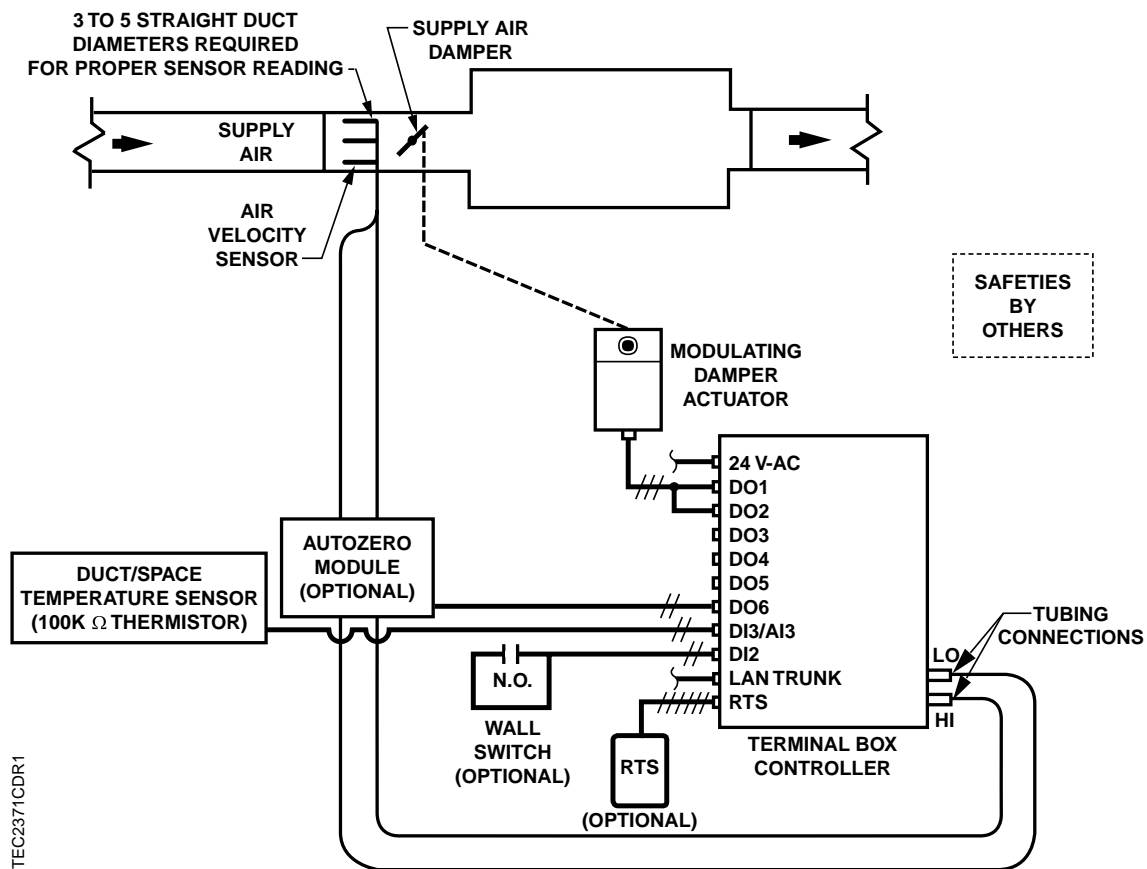 3 TO 5 STRAIGHT DUCT
DIAMETERS REQUIRED
FOR PROPER SENSOR READING
SUPPLY AIR
DAMPER
SUPPLY
AIR
AIR
VELOCITY
SENSOR
SAFETIES
BY
OTHERS
MODULATING
DAMPER
ACTUATOR
24 V-AC
DO1
DO2
DO3
DO4
DO5
DO6
DI3/AI3
DI2
LAN TRUNK
RTS
AUTOZERO
MODULE
(OPTIONAL)
DUCT/SPACE
TEMPERATURE SENSOR
(100K Ω THERMISTOR)
TUBING
CONNECTIONS
LO
HI
N.O.
WALL
SWITCH
(OPTIONAL)
RTS
(OPTIONAL)
TERMINAL BOX
CONTROLLER
TEC2371CDR1